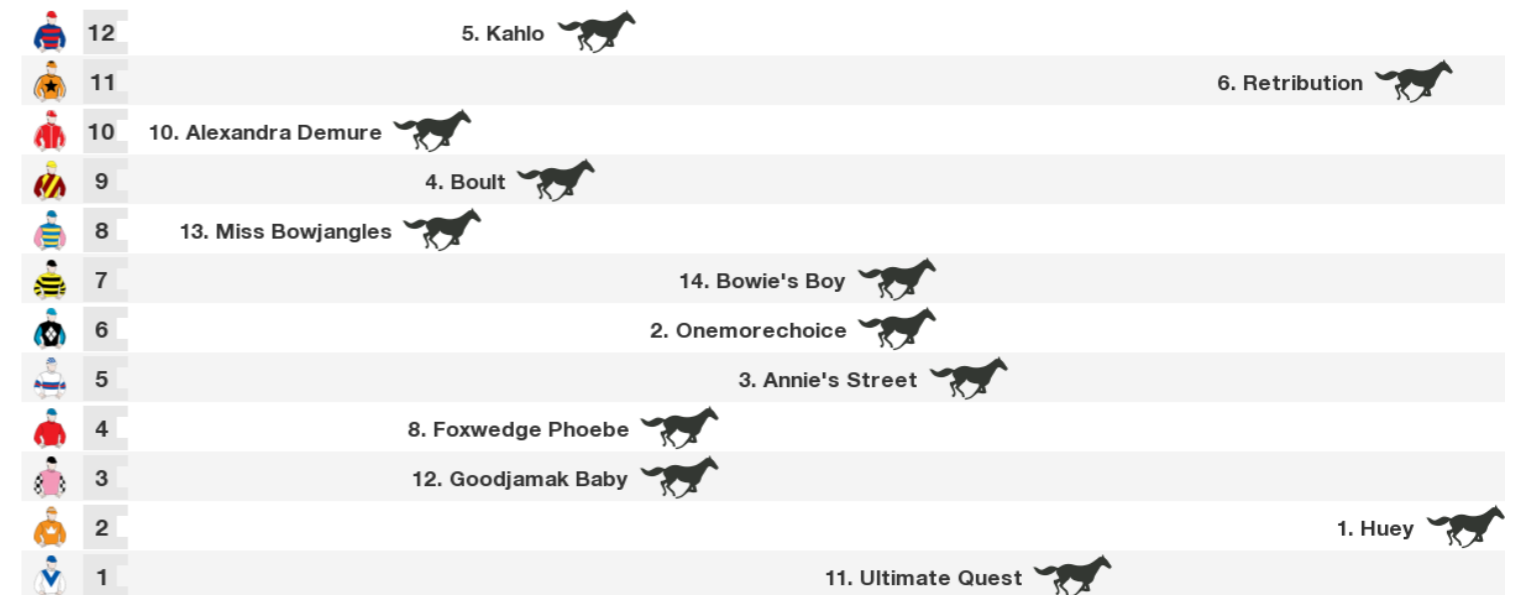 12 5. Kahlo
11 6. Retribution
10 10. Alexandra Demure
9 4. Boult
8 13. Miss Bowjangles
7 14. Bowie's Boy
6 2. Onemorechoice
5 3. Annie's Street
4 8. Foxwedge Phoebe
3 12. Goodjamak Baby
2 1. Huey
1 11. Ultimate Quest